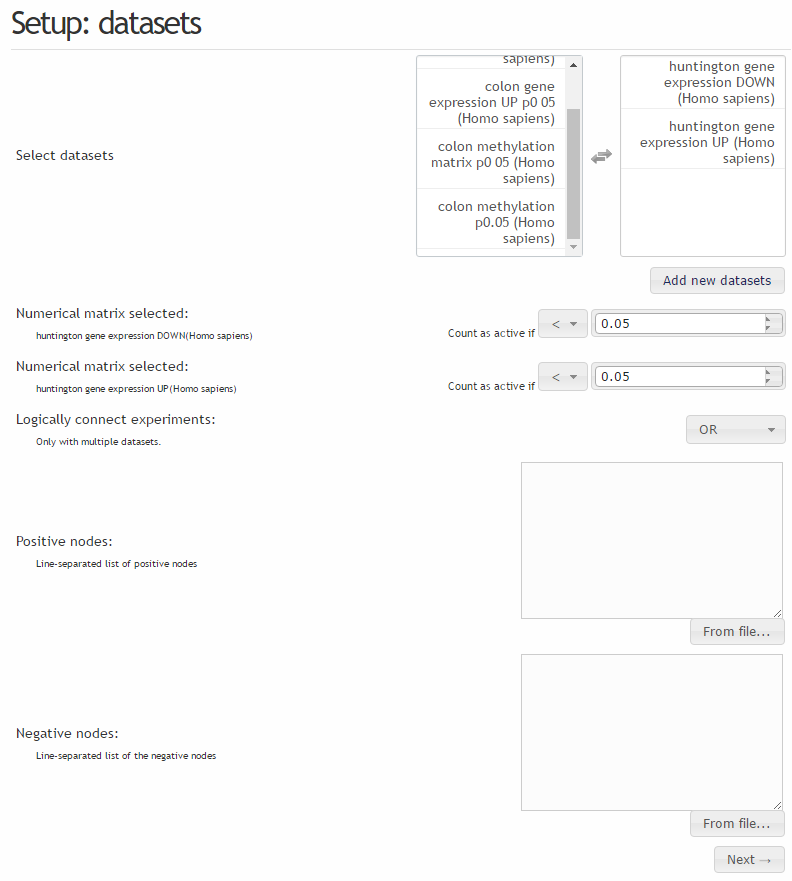 Setup: datasets
Select datasets
sapiens)
colon gene
expression UP p0 05
(Homo sapiens)
colon methylation
matrix p0 05 (Homo
sapiens)
colon methylation
p0.05 (Homo
sapiens)
huntington gene
expression DOWN
(Homo sapiens)
huntington gene
expression UP (Homo
sapiens)
Add new datasets
Numerical matrix selected:
huntington gene expression DOWN(Homo sapiens)
Count as active if < 0.05
Numerical matrix selected:
huntington gene expression UP(Homo sapiens)
Count as active if < 0.05
Logically connect experiments:
Only with multiple datasets.
OR
Positive nodes:
Line-separated list of positive nodes
From file...
Negative nodes:
Line-separated list of the negative nodes
From file...
Next →